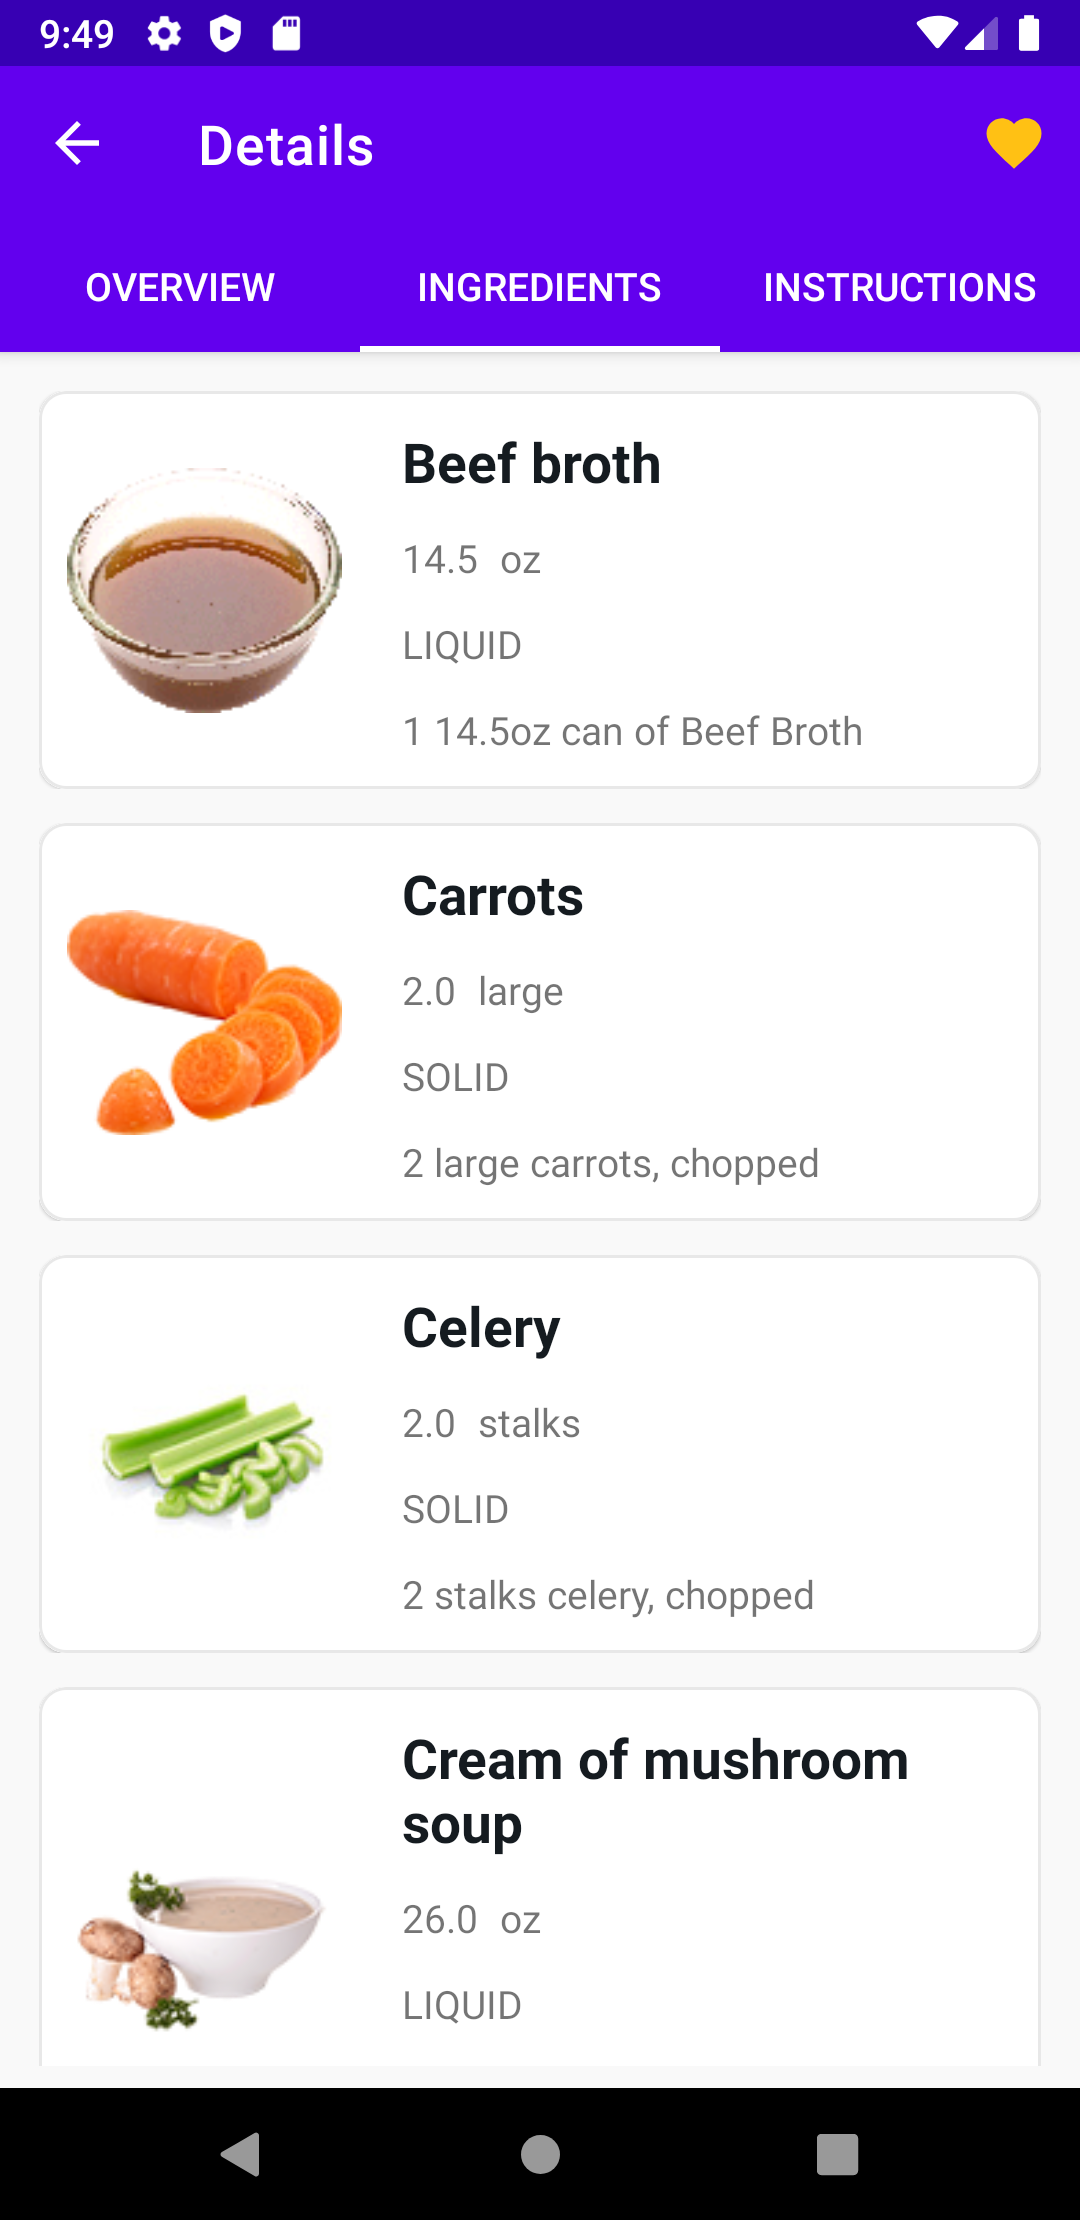 9:49
Details
OVERVIEW INGREDIENTS INSTRUCTIONS
Beef broth
14.5 oz
LIQUID
1 14.5oz can of Beef Broth
Carrots
2.0 large
SOLID
2 large carrots, chopped
Celery
2.0 stalks
SOLID
2 stalks celery, chopped
Cream of mushroom
soup
26.0 oz
LIQUID